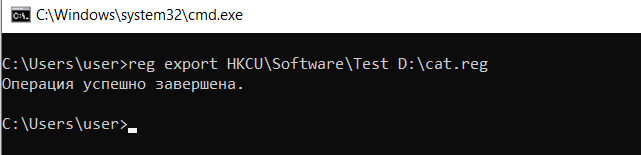 C:\Windows\system32\cmd.exe
C:\Users\user>reg export HKCU\Software\Test D:\cat.reg
Операция успешно завершена.
C:\Users\user>